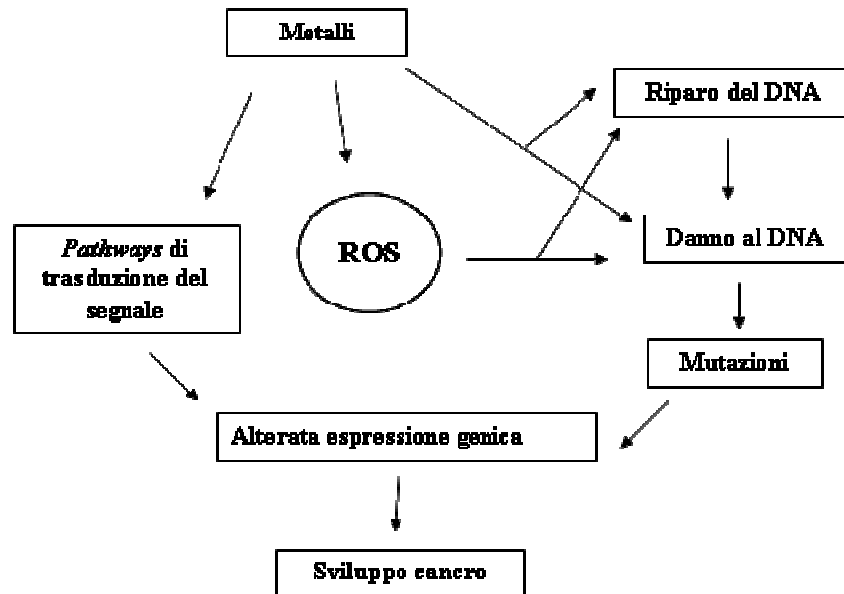 Metalli
Riparo del DNA
Pathways di
trasduzione del
segnale
ROS
Danno al DNA
Mutazioni
Alterata espressione genica
Sviluppo cancro